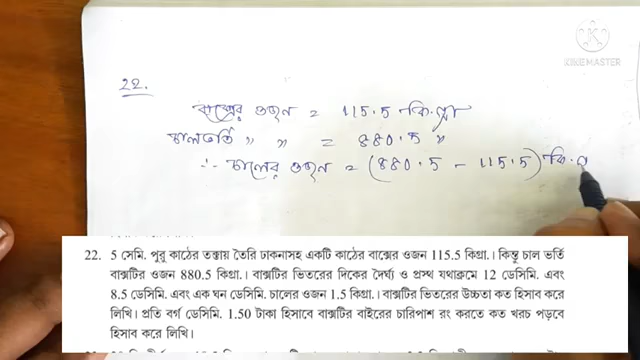 KINEMASTER
22.
বাক্সের ওজন = 115.5 কি.গ্রা
চালভর্তি " " = 880.5 "
∴ চালের ওজন = (880.5 - 115.5) কি.গ্র
22. 5 সেমি. পুরু কাঠের তক্তায় তৈরি ঢাকনাসহ একটি কাঠের বাক্সের ওজন 115.5 কিগ্রা.। কিন্তু চাল ভর্তি
বাক্সটির ওজন 880.5 কিগ্রা.। বাক্সটির ভিতরের দিকের দৈর্ঘ্য ও প্রস্থ যথাক্রমে 12 ডেসিমি. এবং
8.5 ডেসিমি. এবং এক ঘন ডেসিমি. চালের ওজন 1.5 কিগ্রা.। বাক্সটির ভিতরের উচ্চতা কত হিসাব করে
লিখি। প্রতি বর্গ ডেসিমি. 1.50 টাকা হিসাবে বাক্সটির বাইরের চারিপাশ রং করতে কত খরচ পড়বে
হিসাব করে লিখি।